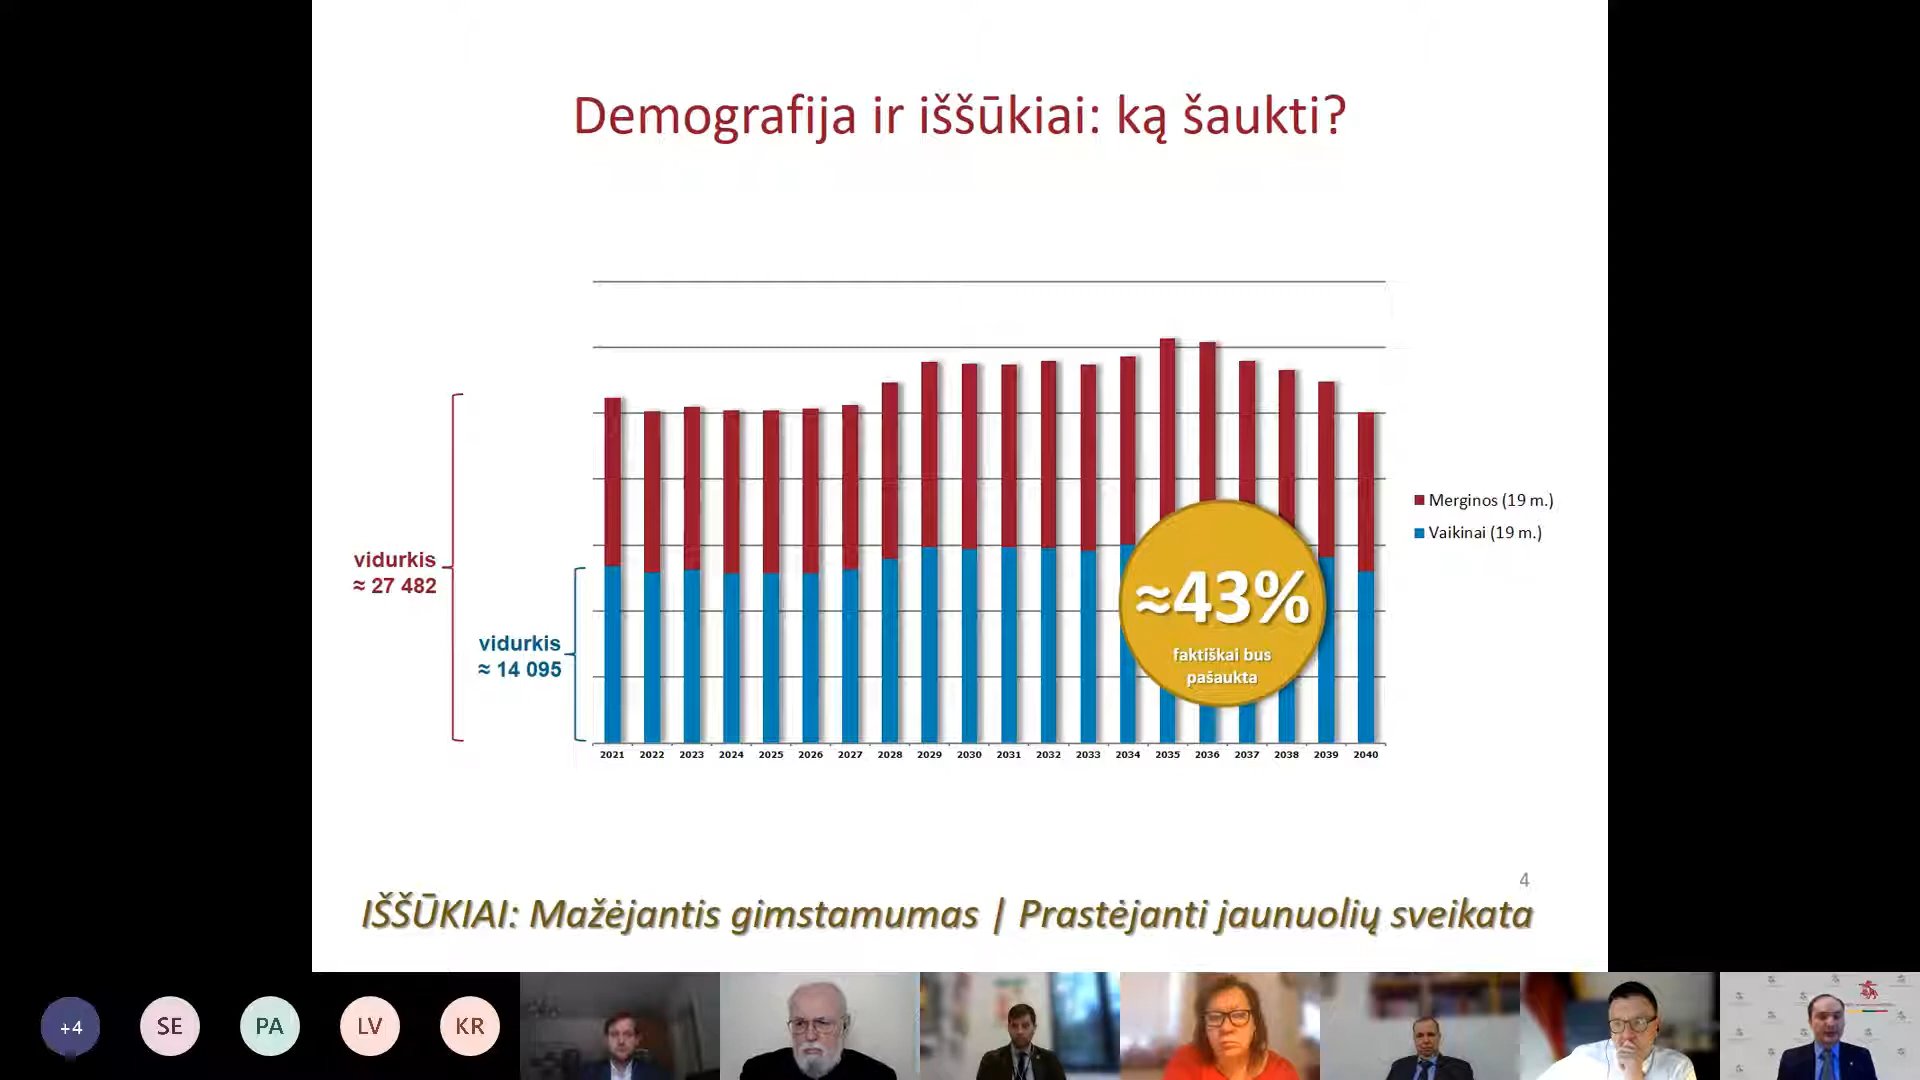 Demografija ir iššūkiai: ką šaukti?
vidurkis
≈ 27 482
vidurkis
≈ 14 095
Merginos (19 m.)
Vaikinai (19 m.)
≈43%
faktiškai bus
pašaukta
2021 2022 2023 2024 2025 2026 2027 2028 2029 2030 2031 2032 2033 2034 2035 2036 2037 2038 2039 2040
4
IŠŠŪKIAI: Mažėjantis gimstamumas | Prastėjanti jaunuolių sveikata
+4 SE PA LV KR